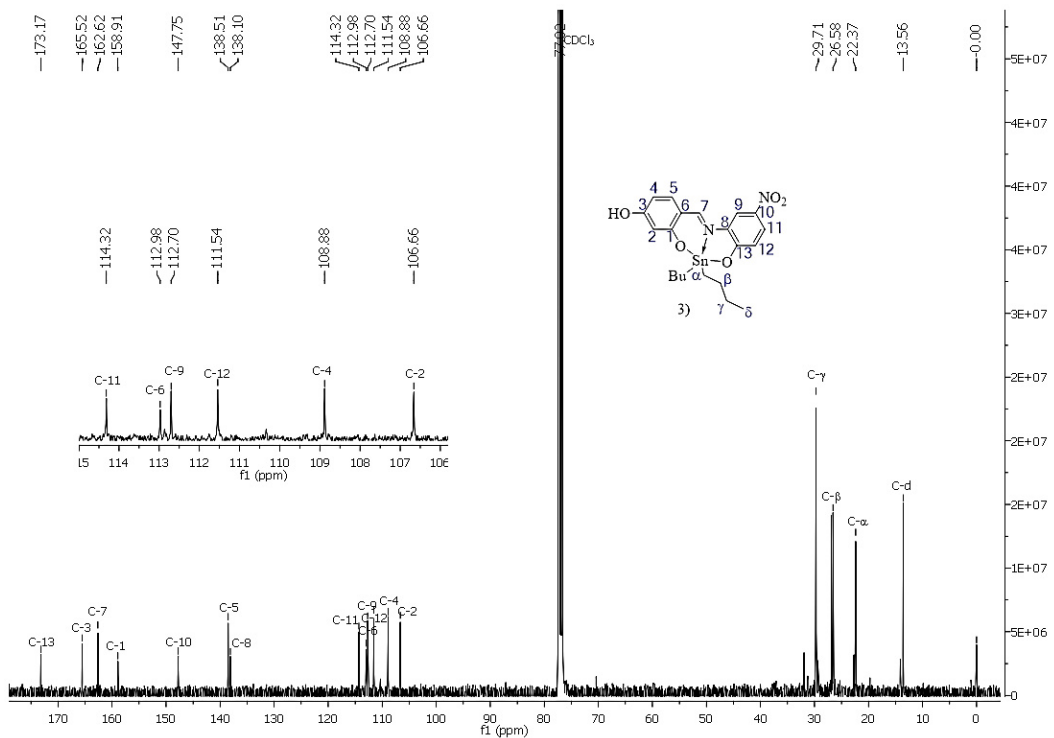 173.17
165.52
162.62
158.91
147.75
138.51
138.10
114.32
112.98
112.70
111.54
108.88
106.66
77.02
CDCl₃
29.71
26.58
22.37
13.56
-0.00
114.32
112.98
112.70
111.54
108.88
106.66
C-11
C-6
C-9
C-12
C-4
C-2
15 114 113 112 111 110 109 108 107 106
f1 (ppm)
HO
NO₂
N
O
Sn
O
Bu
1
2
3
4
5
6
7
8
9
10
11
12
13
α
β
γ
δ
3)
C-γ
C-β
C-α
C-d
C-13
C-3
C-7
C-1
C-10
C-5
C-8
C-11
C-9
C-12
C-6
C-4
C-2
5E+07
4E+07
4E+07
4E+07
3E+07
2E+07
2E+07
2E+07
1E+07
5E+06
0
170 160 150 140 130 120 110 100 90 80 70 60 50 40 30 20 10 0
f1 (ppm)